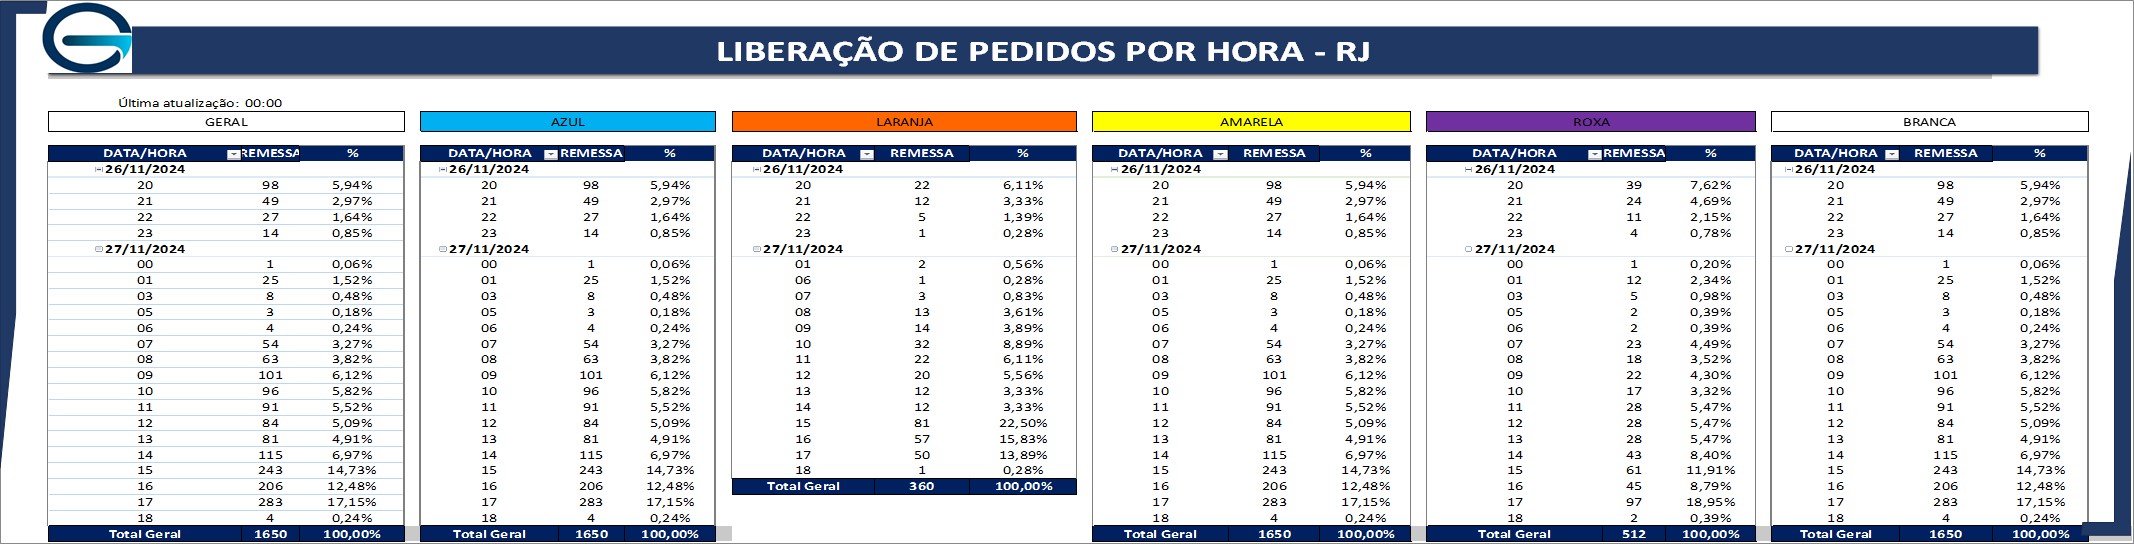 LIBERAÇÃO DE PEDIDOS POR HORA - RJ
Última atualização: 00:00
GERAL AZUL LARANJA AMARELA ROXA BRANCA
DATA/HORA REMESSA % DATA/HORA REMESSA % DATA/HORA REMESSA % DATA/HORA REMESSA % DATA/HORA REMESSA % DATA/HORA REMESSA %
26/11/2024 26/11/2024 26/11/2024 26/11/2024 26/11/2024 26/11/2024
20 98 5,94% 20 98 5,94% 20 22 6,11% 20 98 5,94% 20 39 7,62% 20 98 5,94%
21 49 2,97% 21 49 2,97% 21 12 3,33% 21 49 2,97% 21 24 4,69% 21 49 2,97%
22 27 1,64% 22 27 1,64% 22 5 1,39% 22 27 1,64% 22 11 2,15% 22 27 1,64%
23 14 0,85% 23 14 0,85% 23 1 0,28% 23 14 0,85% 23 4 0,78% 23 14 0,85%
27/11/2024 27/11/2024 27/11/2024 27/11/2024 27/11/2024 27/11/2024
00 1 0,06% 00 1 0,06% 01 2 0,56% 00 1 0,06% 00 1 0,20% 00 1 0,06%
01 25 1,52% 01 25 1,52% 06 1 0,28% 01 25 1,52% 01 12 2,34% 01 25 1,52%
03 8 0,48% 03 8 0,48% 07 3 0,83% 03 8 0,48% 03 5 0,98% 03 8 0,48%
05 3 0,18% 05 3 0,18% 08 13 3,61% 05 3 0,18% 05 2 0,39% 05 3 0,18%
06 4 0,24% 06 4 0,24% 09 14 3,89% 06 4 0,24% 06 2 0,39% 06 4 0,24%
07 54 3,27% 07 54 3,27% 10 32 8,89% 07 54 3,27% 07 23 4,49% 07 54 3,27%
08 63 3,82% 08 63 3,82% 11 22 6,11% 08 63 3,82% 08 18 3,52% 08 63 3,82%
09 101 6,12% 09 101 6,12% 12 20 5,56% 09 101 6,12% 09 22 4,30% 09 101 6,12%
10 96 5,82% 10 96 5,82% 13 12 3,33% 10 96 5,82% 10 17 3,32% 10 96 5,82%
11 91 5,52% 11 91 5,52% 14 12 3,33% 11 91 5,52% 11 28 5,47% 11 91 5,52%
12 84 5,09% 12 84 5,09% 15 81 22,50% 12 84 5,09% 12 28 5,47% 12 84 5,09%
13 81 4,91% 13 81 4,91% 16 57 15,83% 13 81 4,91% 13 28 5,47% 13 81 4,91%
14 115 6,97% 14 115 6,97% 17 50 13,89% 14 115 6,97% 14 43 8,40% 14 115 6,97%
15 243 14,73% 15 243 14,73% 18 1 0,28% 15 243 14,73% 15 61 11,91% 15 243 14,73%
16 206 12,48% 16 206 12,48% Total Geral 360 100,00% 16 206 12,48% 16 45 8,79% 16 206 12,48%
17 283 17,15% 17 283 17,15% 17 283 17,15% 17 97 18,95% 17 283 17,15%
18 4 0,24% 18 4 0,24% 18 4 0,24% 18 2 0,39% 18 4 0,24%
Total Geral 1650 100,00% Total Geral 1650 100,00% Total Geral 1650 100,00% Total Geral 512 100,00% Total Geral 1650 100,00%